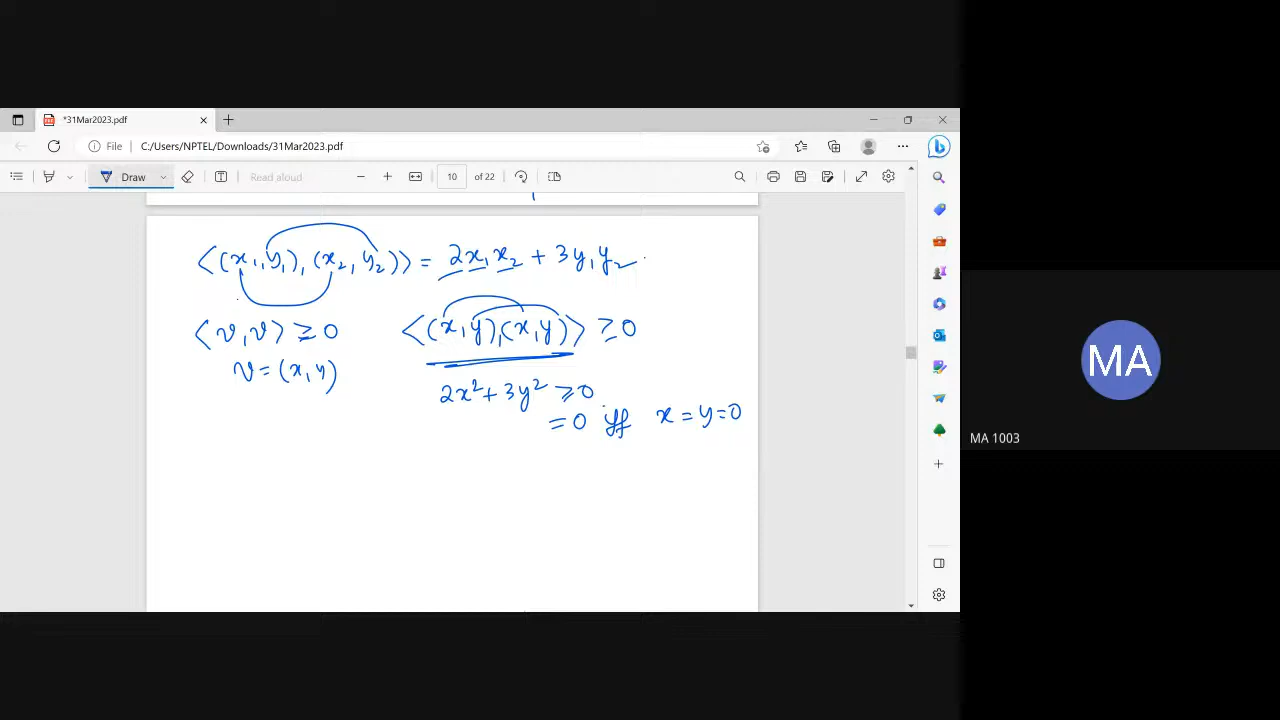 *31Mar2023.pdf
File C:/Users/NPTEL/Downloads/31Mar2023.pdf
Draw Read aloud 10 of 22
⟨(x₁, y₁), (x₂, y₂)⟩ = 2x₁x₂ + 3y₁y₂
⟨v, v⟩ ≥ 0 ⟨(x, y), (x, y)⟩ ≥ 0
v = (x, y)
2x² + 3y² ≥ 0
= 0 iff x = y = 0
MA
MA 1003